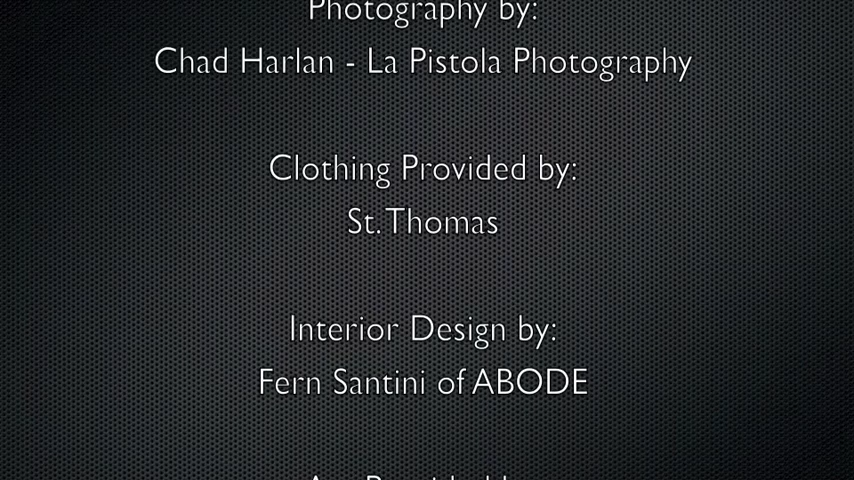 Photography by:
Chad Harlan - La Pistola Photography
Clothing Provided by:
St. Thomas
Interior Design by:
Fern Santini of ABODE